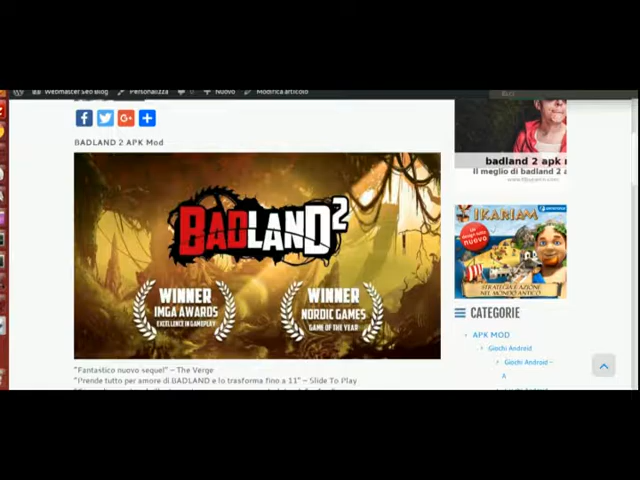 Webmaster Seo Blog
Personalizza
0
Nuovo
Modifica articolo
BADLAND 2 APK Mod
BADLAND2
WINNER
IMGA AWARDS
EXCELLENCE IN GAMEPLAY
WINNER
NORDIC GAMES
GAME OF THE YEAR
"Fantastico nuovo sequel" – The Verge
"Prende tutto per amore di BADLAND e lo trasforma fino a 11" – Slide To Play
badland 2 apk
Il meglio di badland 2 a
IKARIAM
nuovo
STRATEGIA E AZIONE
NEL MONDO ANTICO
CATEGORIE
APK MOD
Giochi Android
Giochi Android –
A